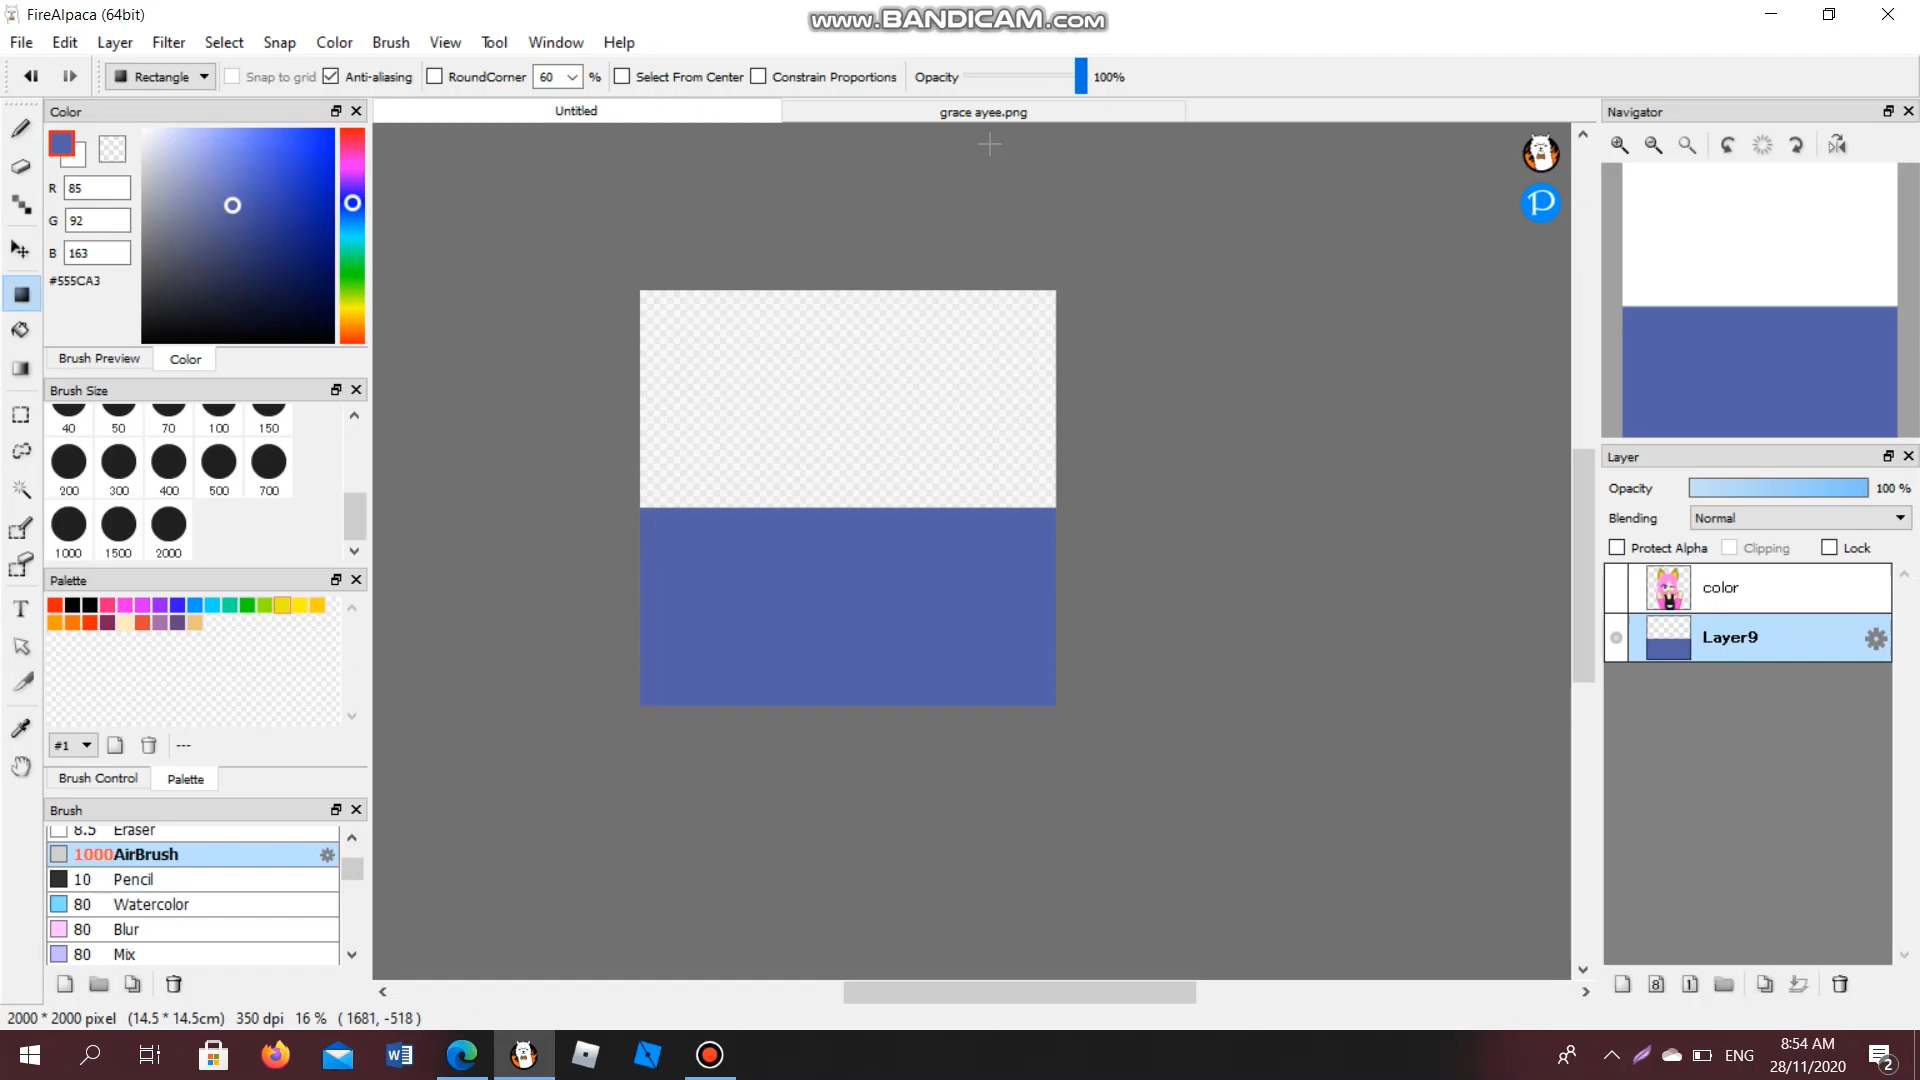 FireAlpaca (64bit)
www.BANDICAM.com
File Edit Layer Filter Select Snap Color Brush View Tool Window Help
Rectangle Snap to grid Anti-aliasing RoundCorner 60 % Select From Center Constrain Proportions Opacity 100%
Color
Untitled
grace ayee.png
Navigator
R 85
G 92
B 163
#555CA3
Brush Preview Color
Brush Size
40 50 70 100 150
200 300 400 500 700
1000 1500 2000
Palette
#1 ---
Brush Control Palette
Brush
8.5 Eraser
1000AirBrush
10 Pencil
80 Watercolor
80 Blur
80 Mix
Layer
Opacity 100 %
Blending Normal
Protect Alpha Clipping Lock
color
Layer9
8 1
2000 * 2000 pixel (14.5 * 14.5cm) 350 dpi 16 % ( 1681, -518 )
ENG
8:54 AM
28/11/2020
2